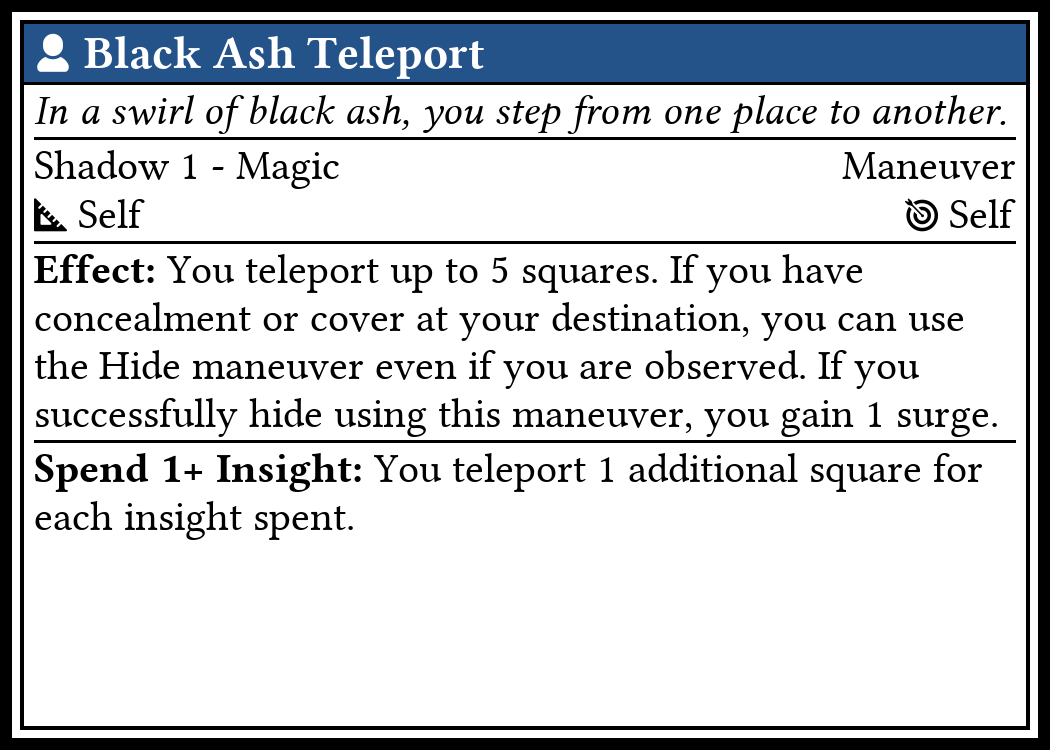 Black Ash Teleport
In a swirl of black ash, you step from one place to another.
Shadow 1 - Magic Maneuver
Self Self
Effect: You teleport up to 5 squares. If you have
concealment or cover at your destination, you can use
the Hide maneuver even if you are observed. If you
successfully hide using this maneuver, you gain 1 surge.
Spend 1+ Insight: You teleport 1 additional square for
each insight spent.